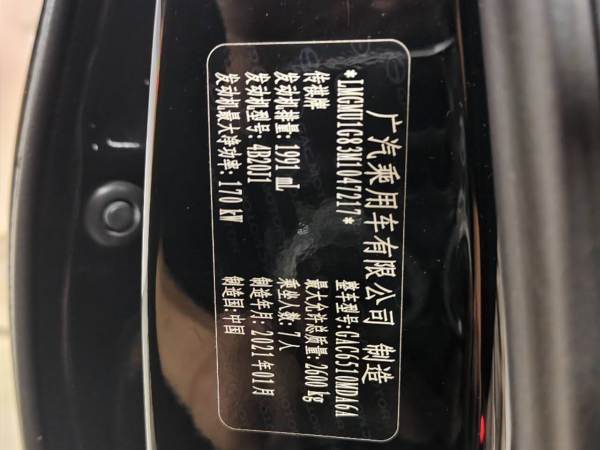 广汽乘用车有限公司 制造
*LMGMU1G83M1047217*
整车型号: GAC6510MDA6A
传祺牌
最大允许总质量: 2600 kg
发动机排量: 1991 mL
乘坐人数: 7人
发动机型号: 4B20J1
制造年月: 2021年01月
发动机最大净功率: 170 kW
制造国: 中国